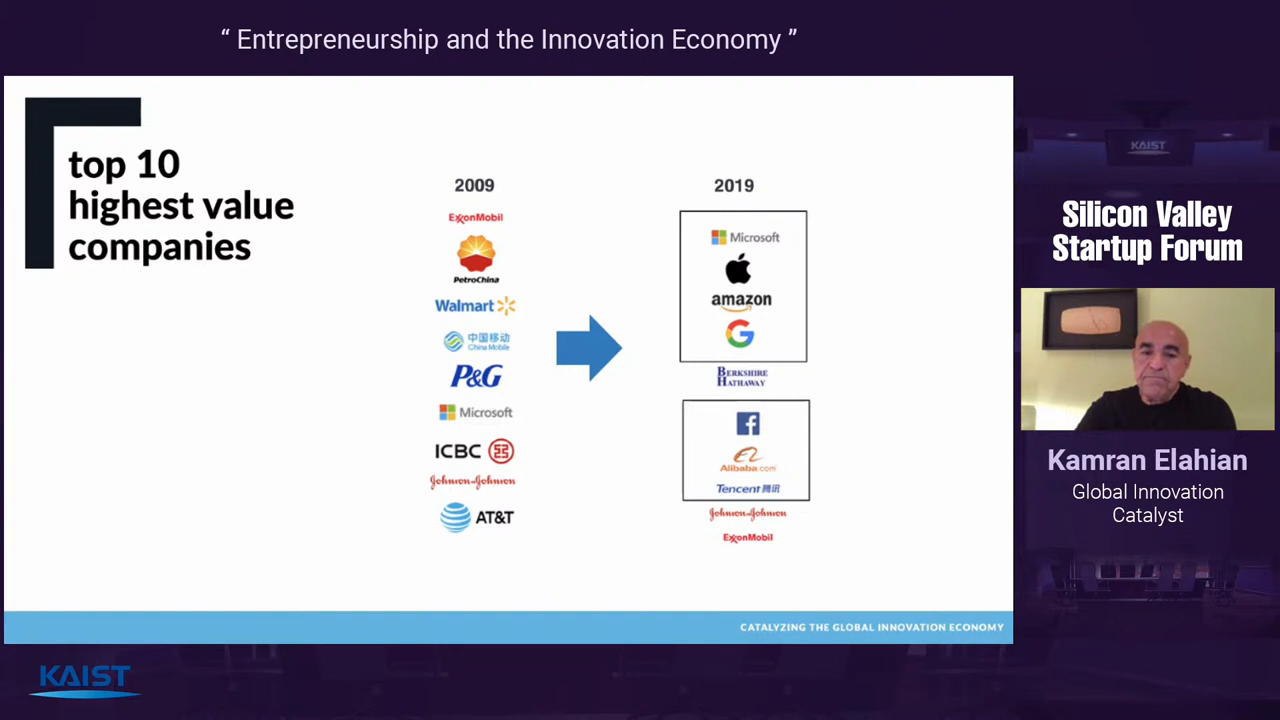 “ Entrepreneurship and the Innovation Economy ”
top 10
highest value
companies
2009
ExxonMobil
PetroChina
Walmart
中国移动
China Mobile
P&G
Microsoft
ICBC
Johnson & Johnson
AT&T
2019
Microsoft
amazon
G
BERKSHIRE
HATHAWAY
f
Alibaba.com
Tencent 腾讯
Johnson & Johnson
ExxonMobil
CATALYZING THE GLOBAL INNOVATION ECONOMY
KAIST
Silicon Valley
Startup Forum
Kamran Elahian
Global Innovation
Catalyst
KAIST